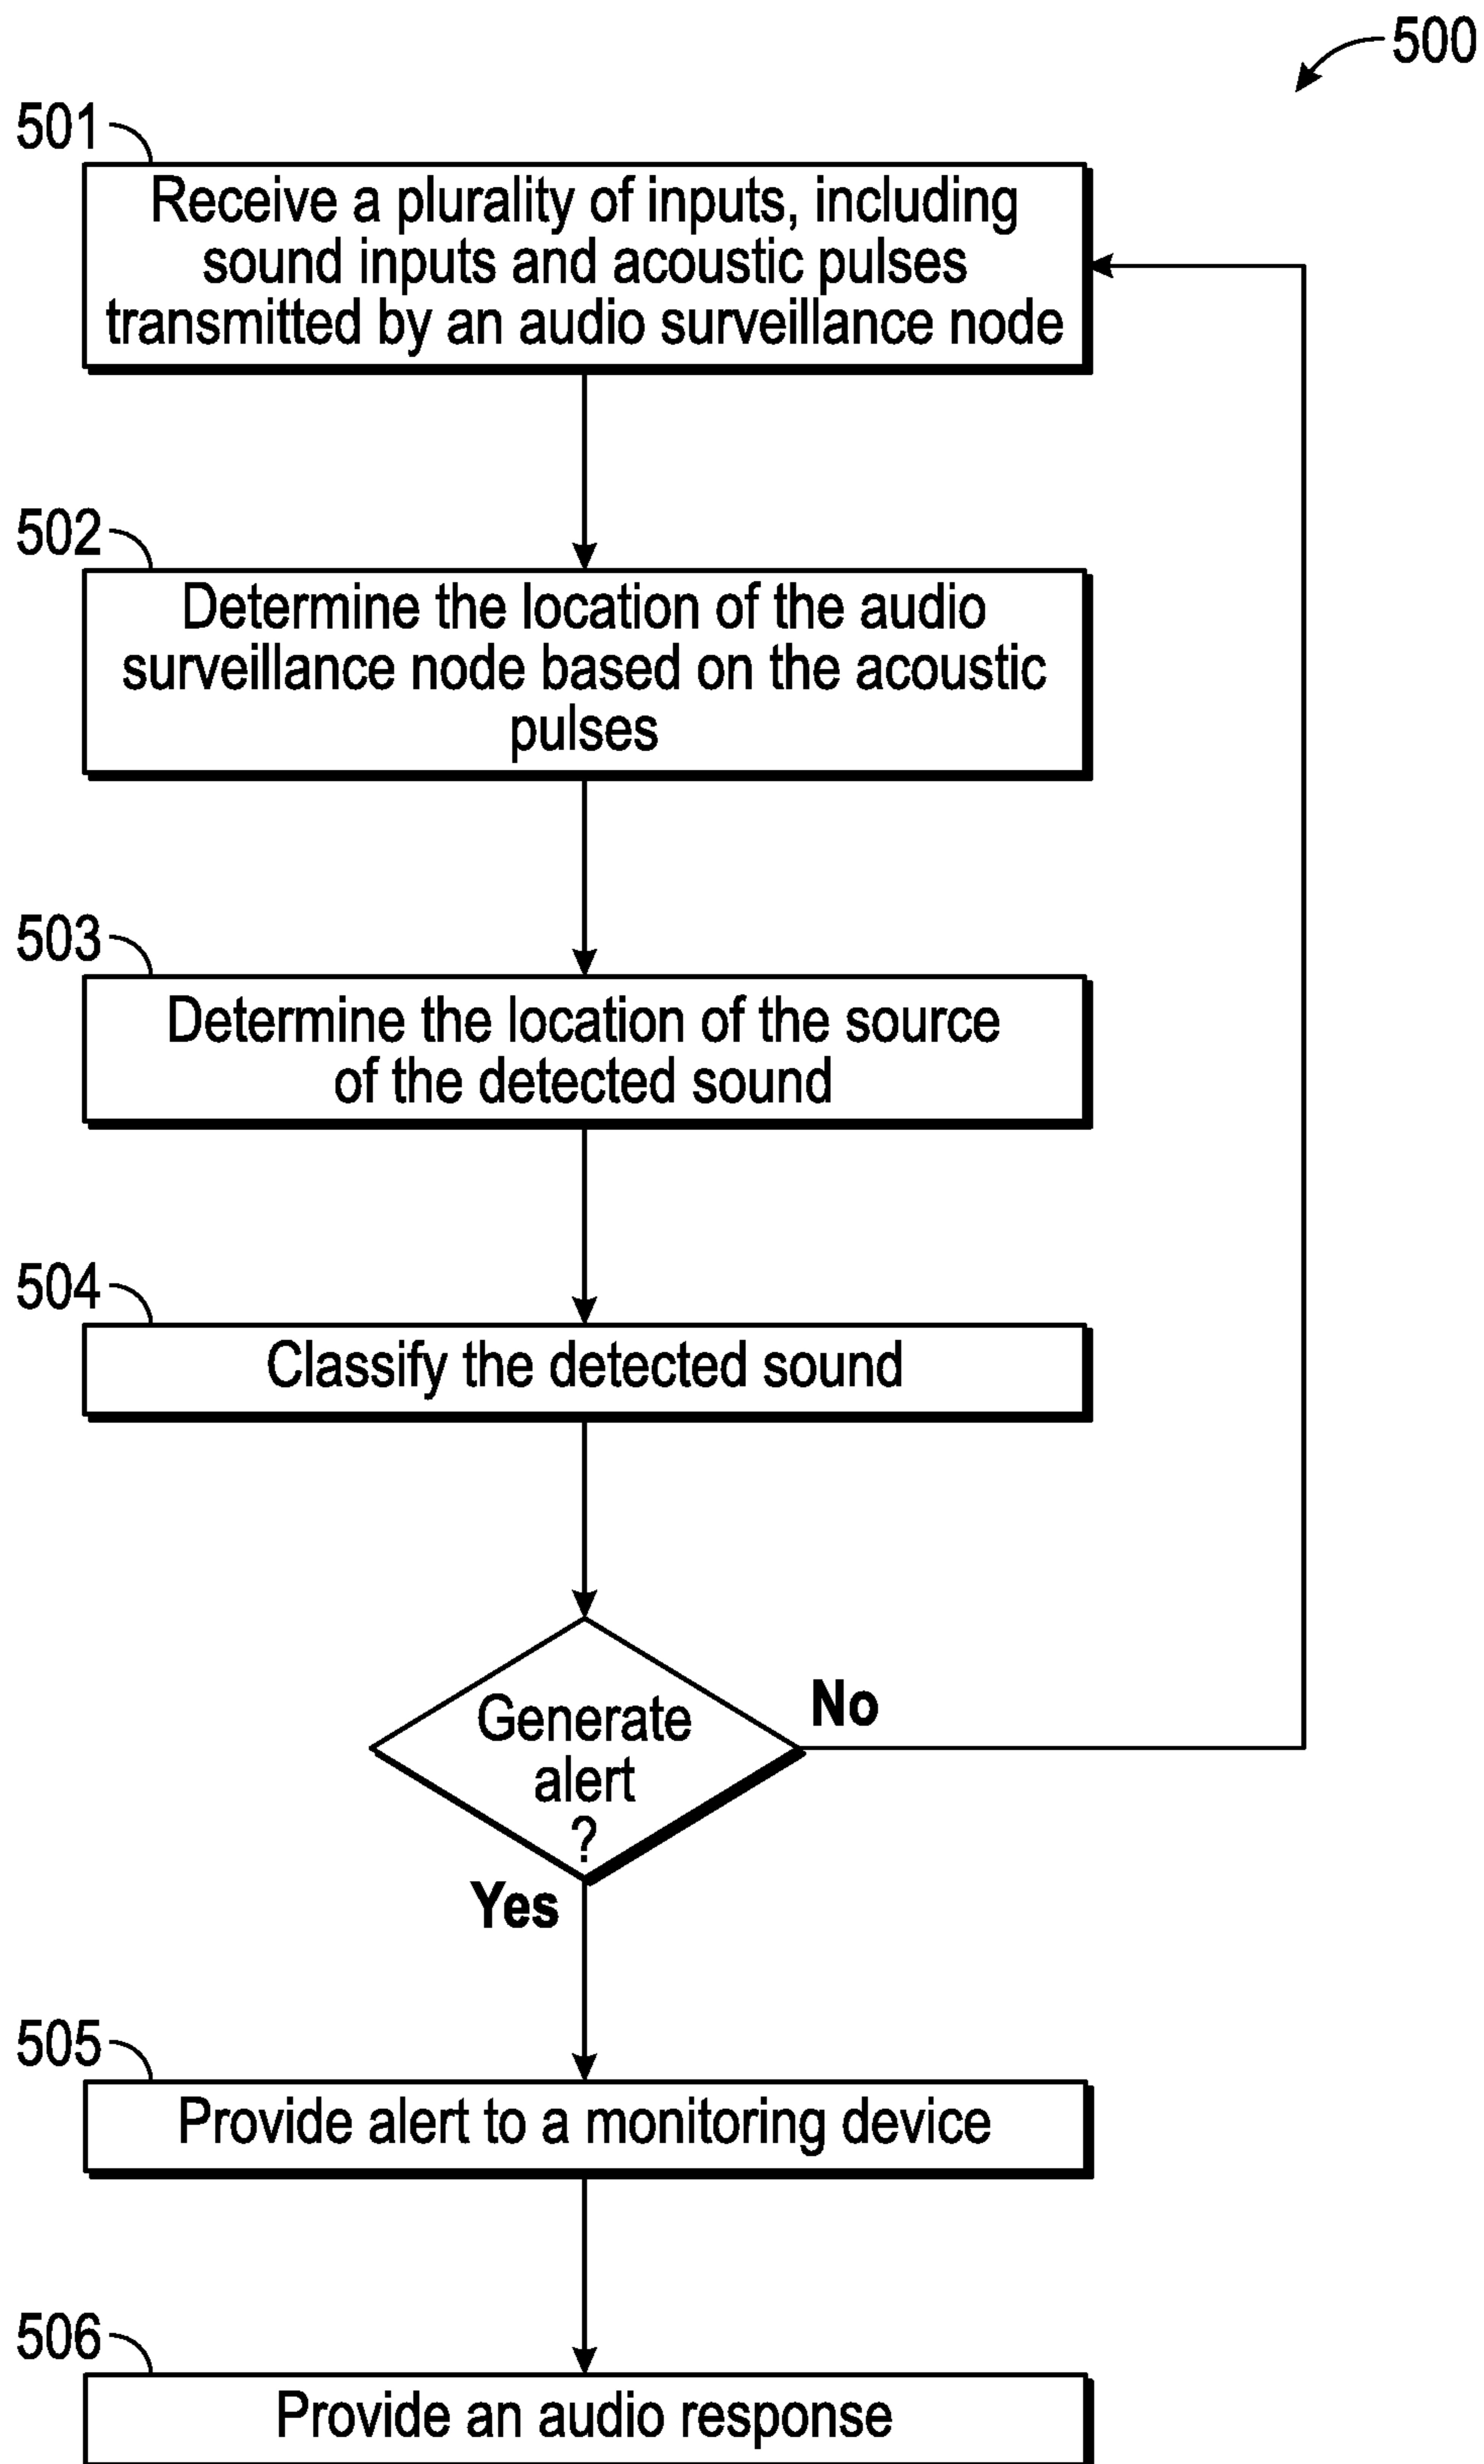 500
501
Receive a plurality of inputs, including
sound inputs and acoustic pulses
transmitted by an audio surveillance node
502
Determine the location of the audio
surveillance node based on the acoustic
pulses
503
Determine the location of the source
of the detected sound
504
Classify the detected sound
Generate
alert
?
No
Yes
505
Provide alert to a monitoring device
506
Provide an audio response